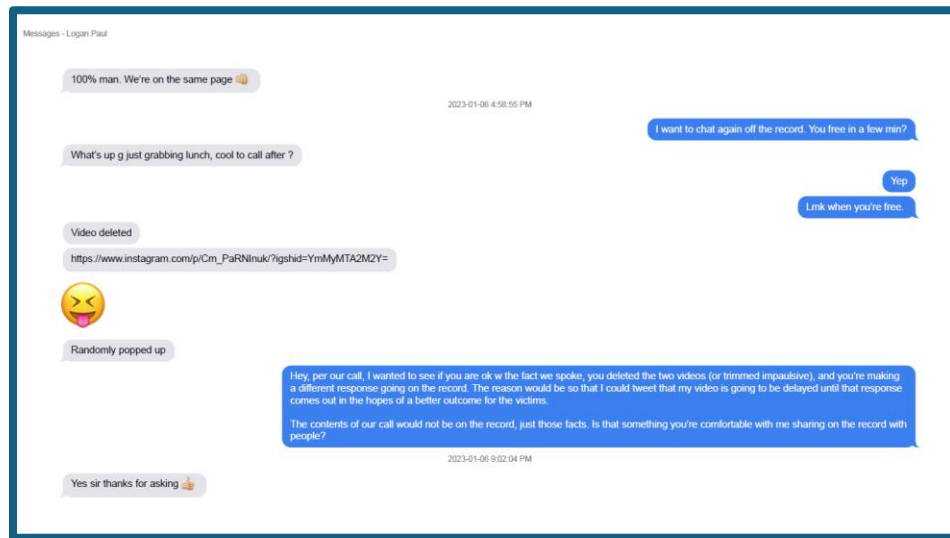 Messages - Logan Paul
100% man. We're on the same page 👊🏼
2023-01-06 4:58:55 PM
I want to chat again off the record. You free in a few min?
What's up g just grabbing lunch, cool to call after ?
Yep
Lmk when you're free.
Video deleted
https://www.instagram.com/p/Cm_PaRNInuk/?igshid=YmMyMTA2M2Y=
😝
Randomly popped up
Hey, per our call, I wanted to see if you are ok w the fact we spoke, you deleted the two videos (or trimmed impaulsive), and you're making
a different response going on the record. The reason would be so that I could tweet that my video is going to be delayed until that response
comes out in the hopes of a better outcome for the victims.
The contents of our call would not be on the record, just those facts. Is that something you're comfortable with me sharing on the record with
people?
2023-01-06 9:02:04 PM
Yes sir thanks for asking 👍🏼